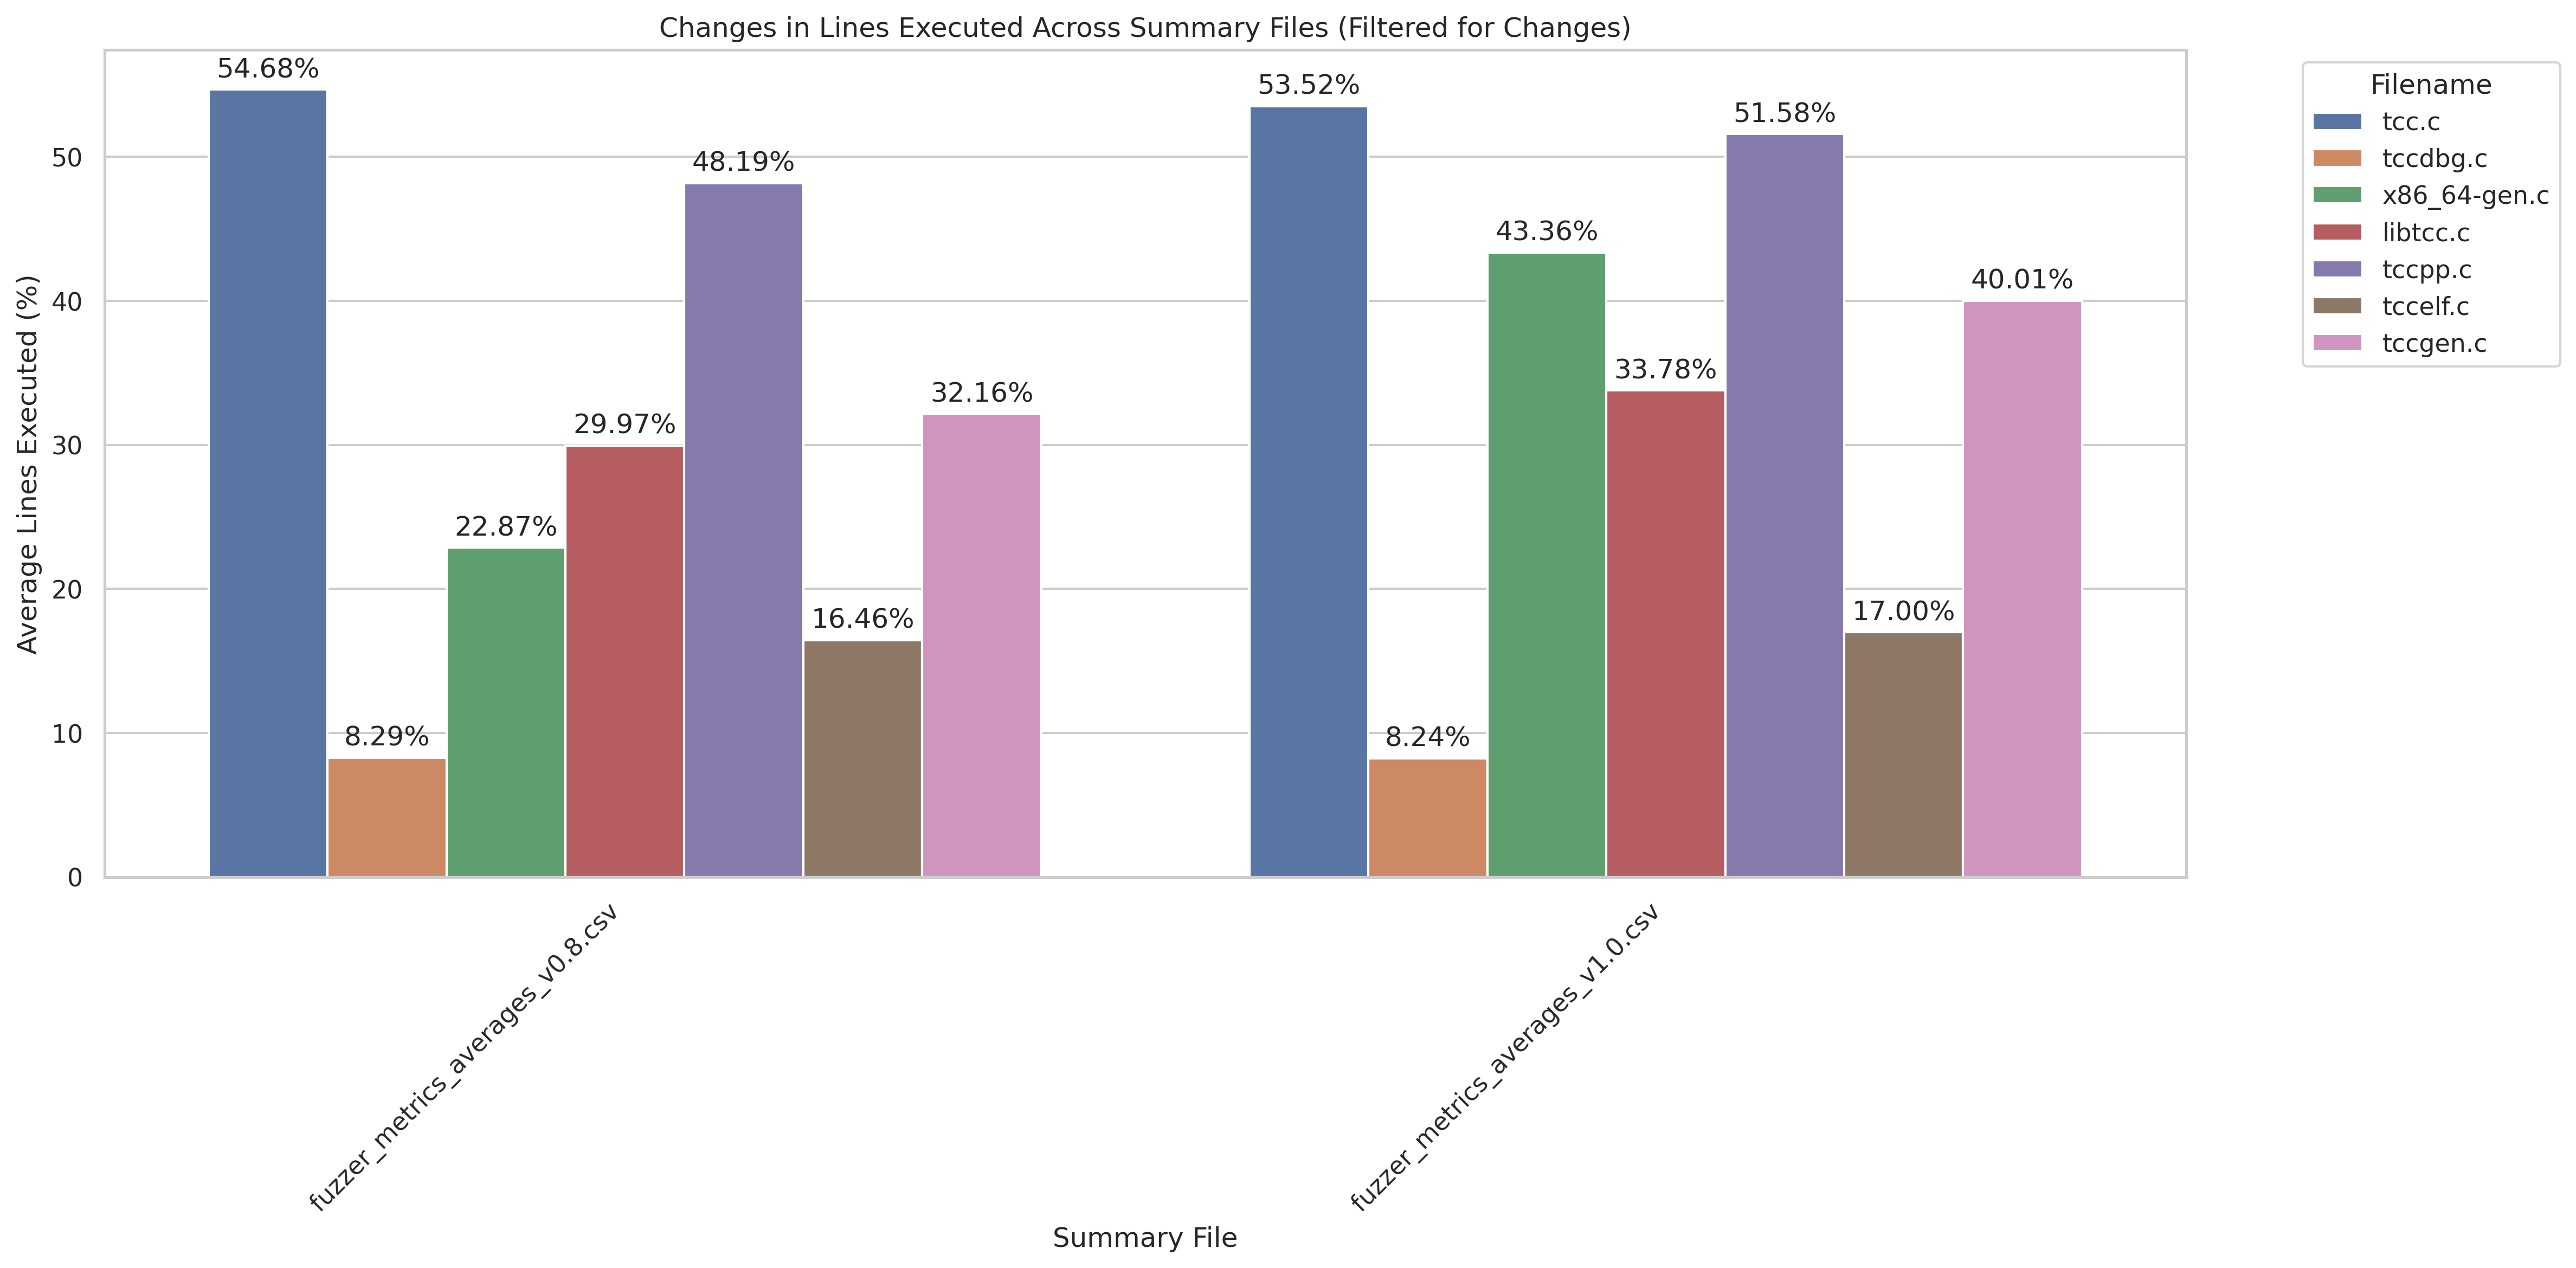 Changes in Lines Executed Across Summary Files (Filtered for Changes)
Average Lines Executed (%)
50
40
30
20
10
0
54.68%
8.29%
22.87%
29.97%
48.19%
16.46%
32.16%
53.52%
8.24%
43.36%
33.78%
51.58%
17.00%
40.01%
fuzzer_metrics_averages_v0.8.csv
fuzzer_metrics_averages_v1.0.csv
Summary File
Filename
tcc.c
tccdbg.c
x86_64-gen.c
libtcc.c
tccpp.c
tccelf.c
tccgen.c